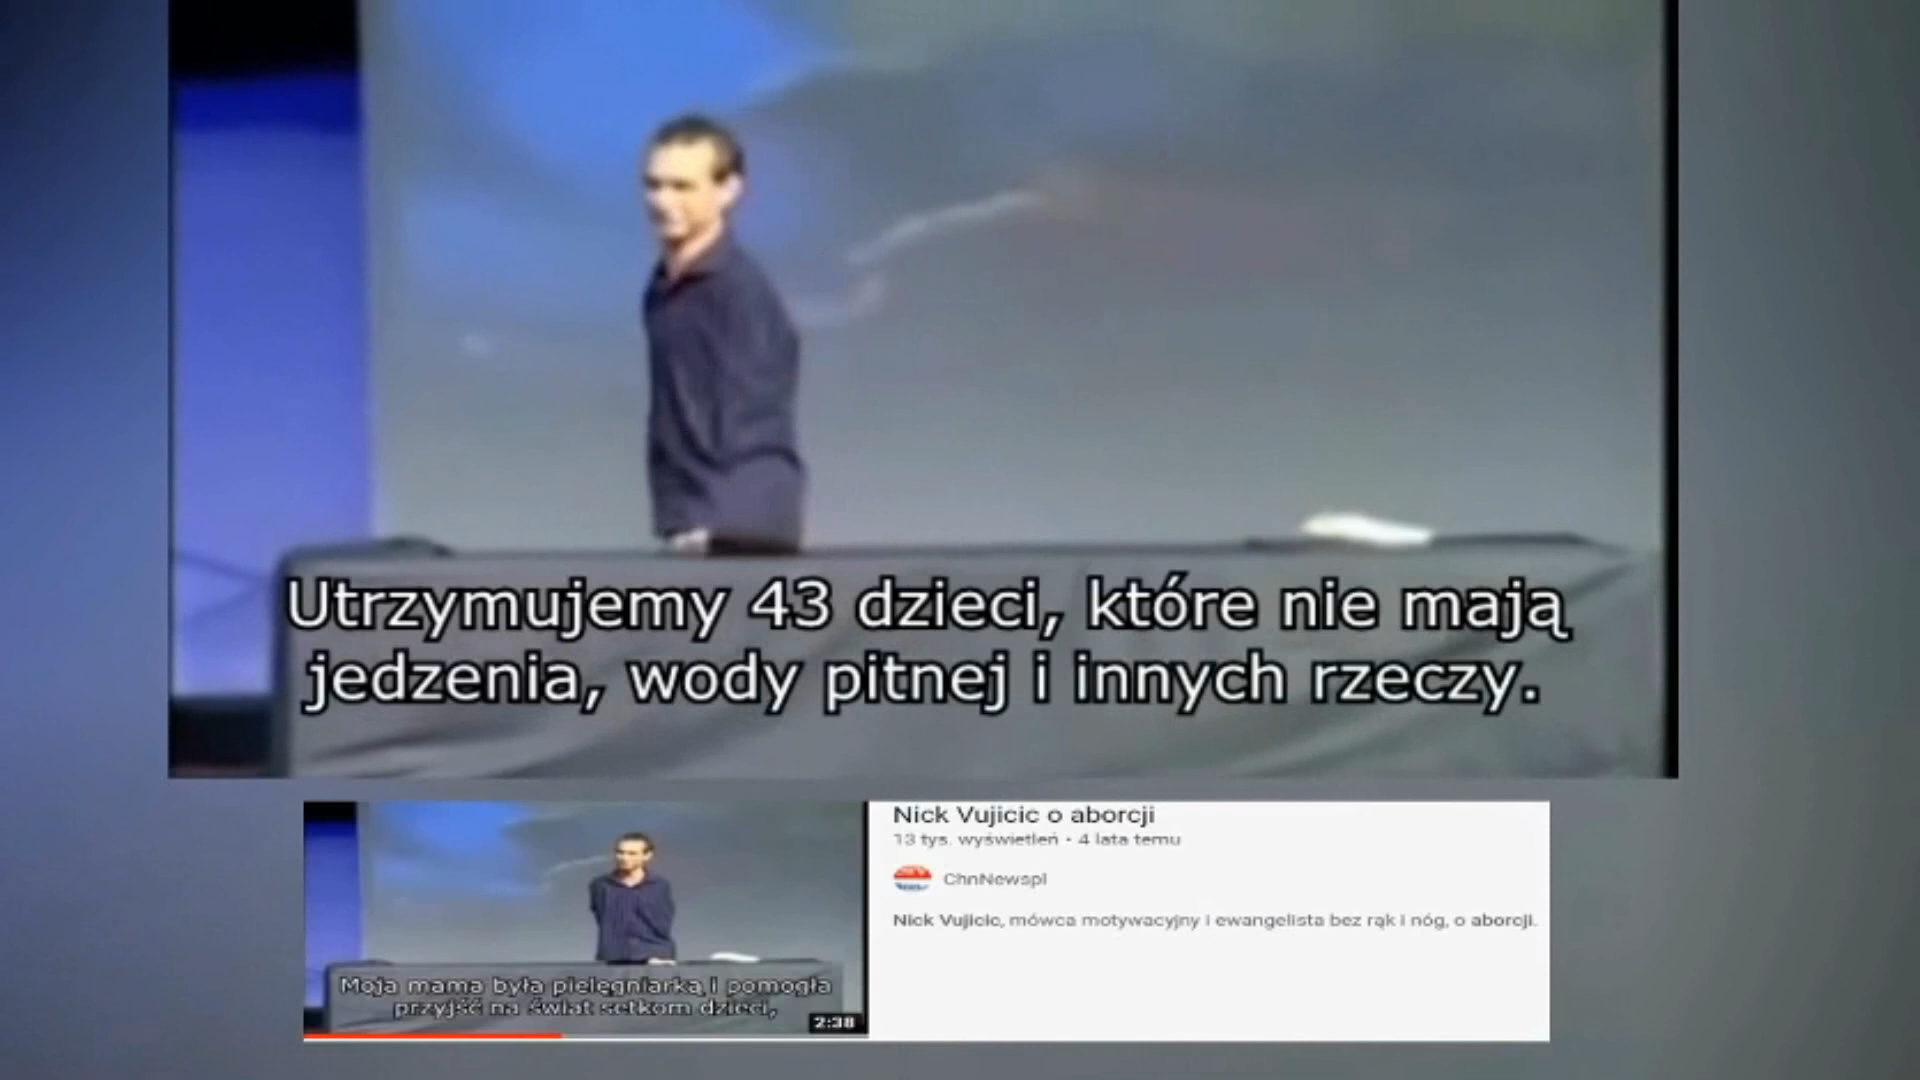 Utrzymujemy 43 dzieci, które nie mają
jedzenia, wody pitnej i innych rzeczy.
Nick Vujicic o aborcji
13 tys. wyświetleń • 4 lata temu
ChnNewspl
Nick Vujicic, mówca motywacyjny i ewangelista bez rąk i nóg, o aborcji.
Moja mama była pielęgniarką i pomogła
przyjść na świat setkom dzieci,
2:38